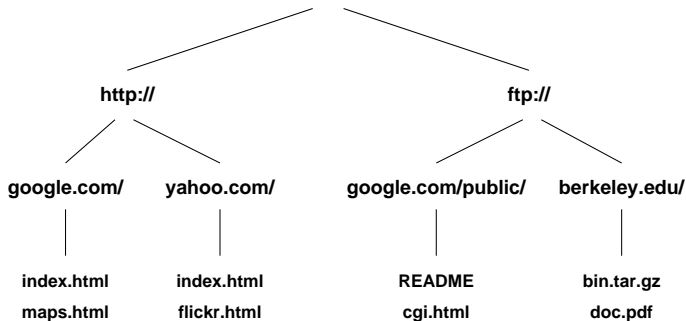 http://
ftp://
google.com/
yahoo.com/
google.com/public/
berkeley.edu/
index.html
maps.html
index.html
flickr.html
README
cgi.html
bin.tar.gz
doc.pdf